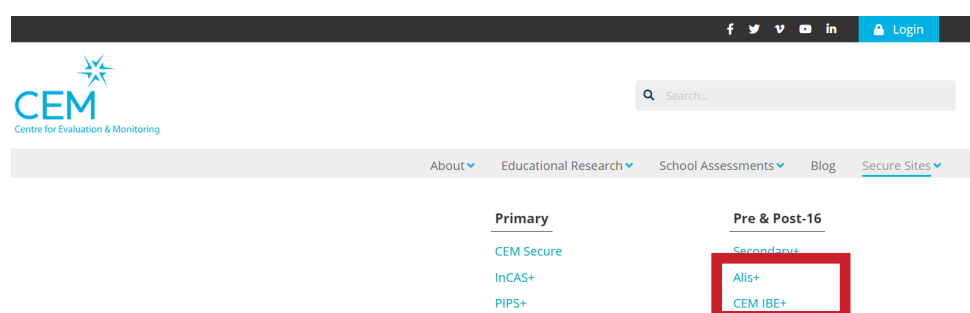 Login
CEM
Centre for Evaluation & Monitoring
Search...
About
Educational Research
School Assessments
Blog
Secure Sites
Primary
CEM Secure
InCAS+
PIPS+
Pre & Post-16
Secondary+
Alis+
CEM IBE+